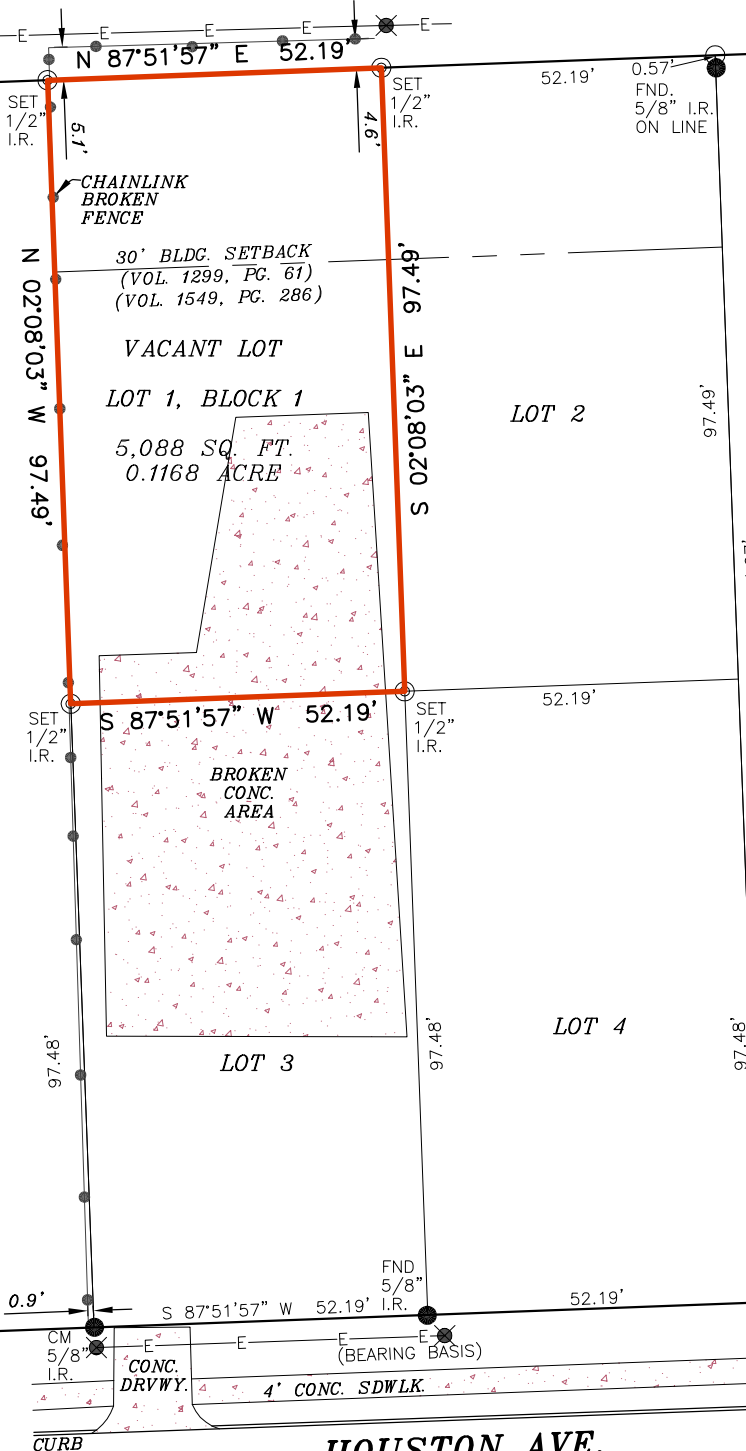 E E E E E
N 87°51'57" E 52.19'
52.19'
0.57'
FND.
5/8" I.R.
ON LINE
SET
1/2"
I.R.
SET
1/2"
I.R.
5.1'
4.6'
CHAINLINK
BROKEN
FENCE
30' BLDG. SETBACK
(VOL. 1299, PG. 61)
(VOL. 1549, PG. 286)
N 02°08'03" W 97.49'
S 02°08'03" E 97.49'
VACANT LOT
LOT 1, BLOCK 1
5,088 SQ. FT.
0.1168 ACRE
LOT 2
97.49'
SET
1/2"
I.R.
S 87°51'57" W 52.19'
SET
1/2"
I.R.
52.19'
BROKEN
CONC.
AREA
LOT 3
LOT 4
97.48'
97.48'
97.48'
FND
5/8"
I.R.
0.9'
S 87°51'57" W 52.19'
52.19'
CM
5/8"
I.R.
E E E E
(BEARING BASIS)
CONC.
DRVWY.
4' CONC. SDWLK.
CURB
HOUSTON AVE.